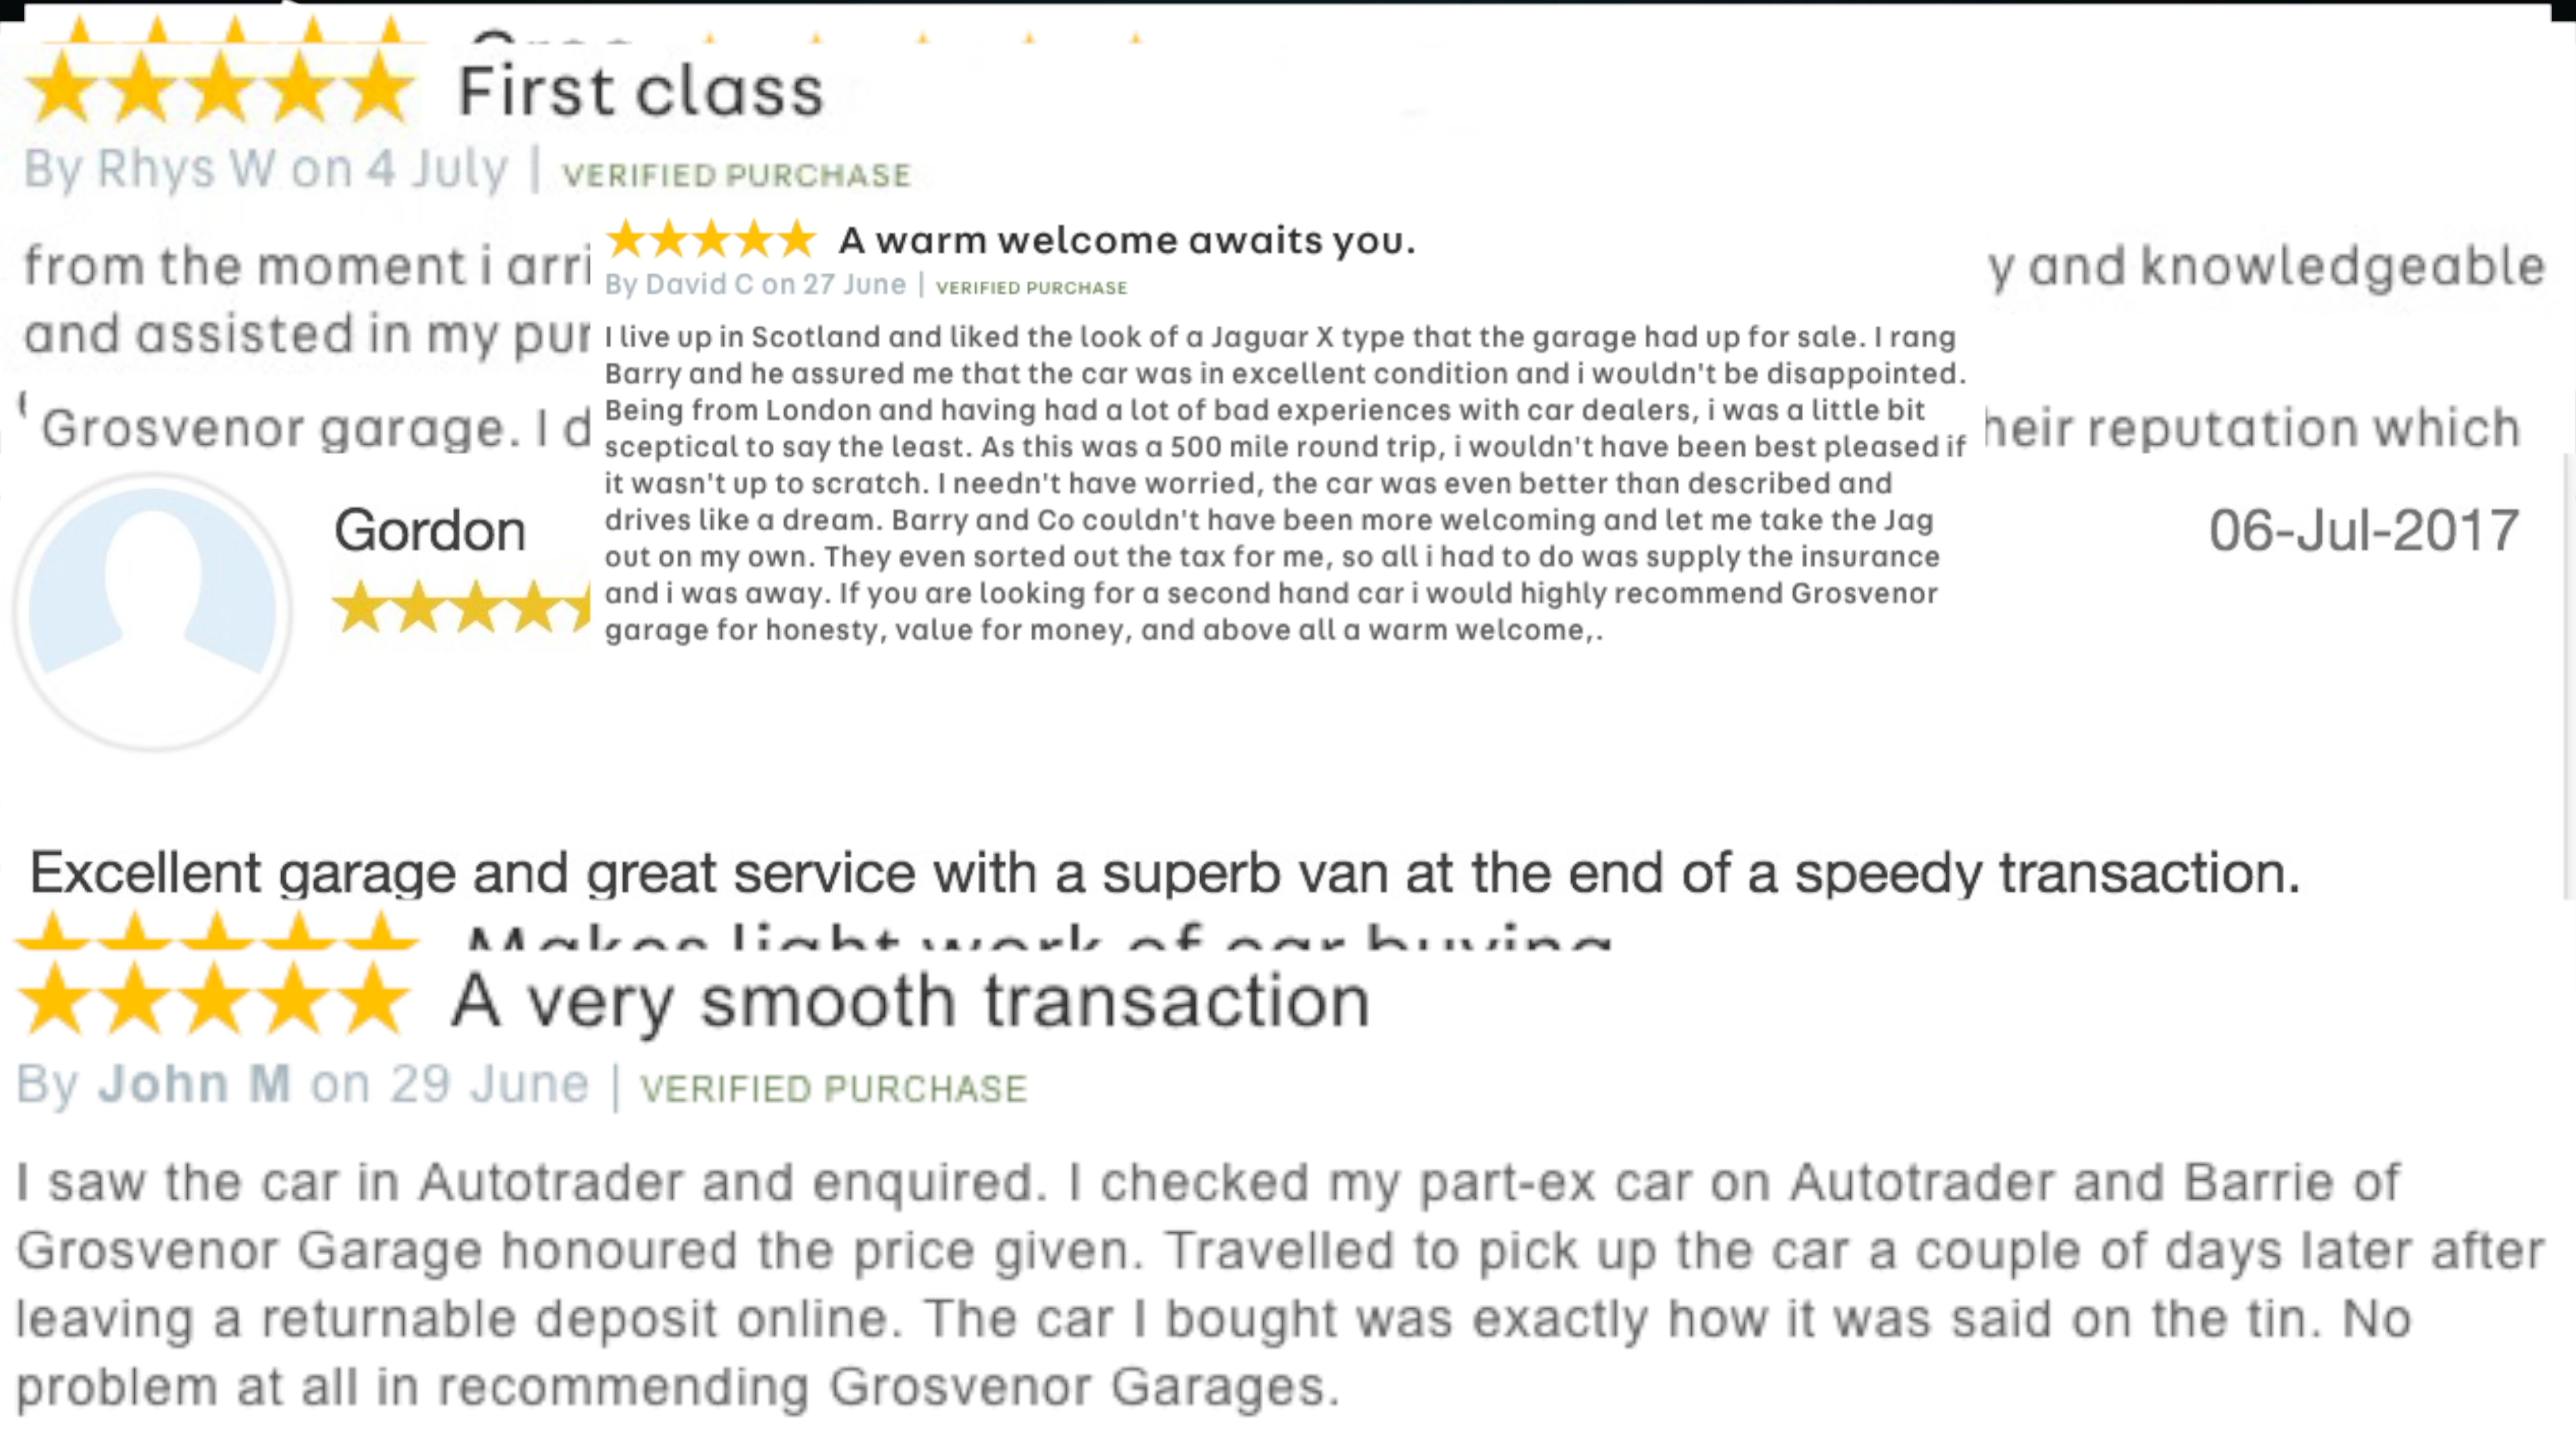 First class
By Rhys W on 4 July | VERIFIED PURCHASE
from the moment i
y and knowledgeable
and assisted in my
Grosvenor garage. I
reputation which
A warm welcome awaits you.
By David C on 27 June | VERIFIED PURCHASE
I live up in Scotland and liked the look of a Jaguar X type that the garage had up for sale. I rang
Barry and he assured me that the car was in excellent condition and i wouldn't be disappointed.
Being from London and having had a lot of bad experiences with car dealers, i was a little bit
sceptical to say the least. As this was a 500 mile round trip, i wouldn't have been best pleased if
it wasn't up to scratch. I needn't have worried, the car was even better than described and
drives like a dream. Barry and Co couldn't have been more welcoming and let me take the Jag
out on my own. They even sorted out the tax for me, so all i had to do was supply the insurance
and i was away. If you are looking for a second hand car i would highly recommend Grosvenor
garage for honesty, value for money, and above all a warm welcome,.
Gordon
06-Jul-2017
Excellent garage and great service with a superb van at the end of a speedy transaction.
Makes light work of car buying
A very smooth transaction
By John M on 29 June | VERIFIED PURCHASE
I saw the car in Autotrader and enquired. I checked my part-ex car on Autotrader and Barrie of
Grosvenor Garage honoured the price given. Travelled to pick up the car a couple of days later after
leaving a returnable deposit online. The car I bought was exactly how it was said on the tin. No
problem at all in recommending Grosvenor Garages.